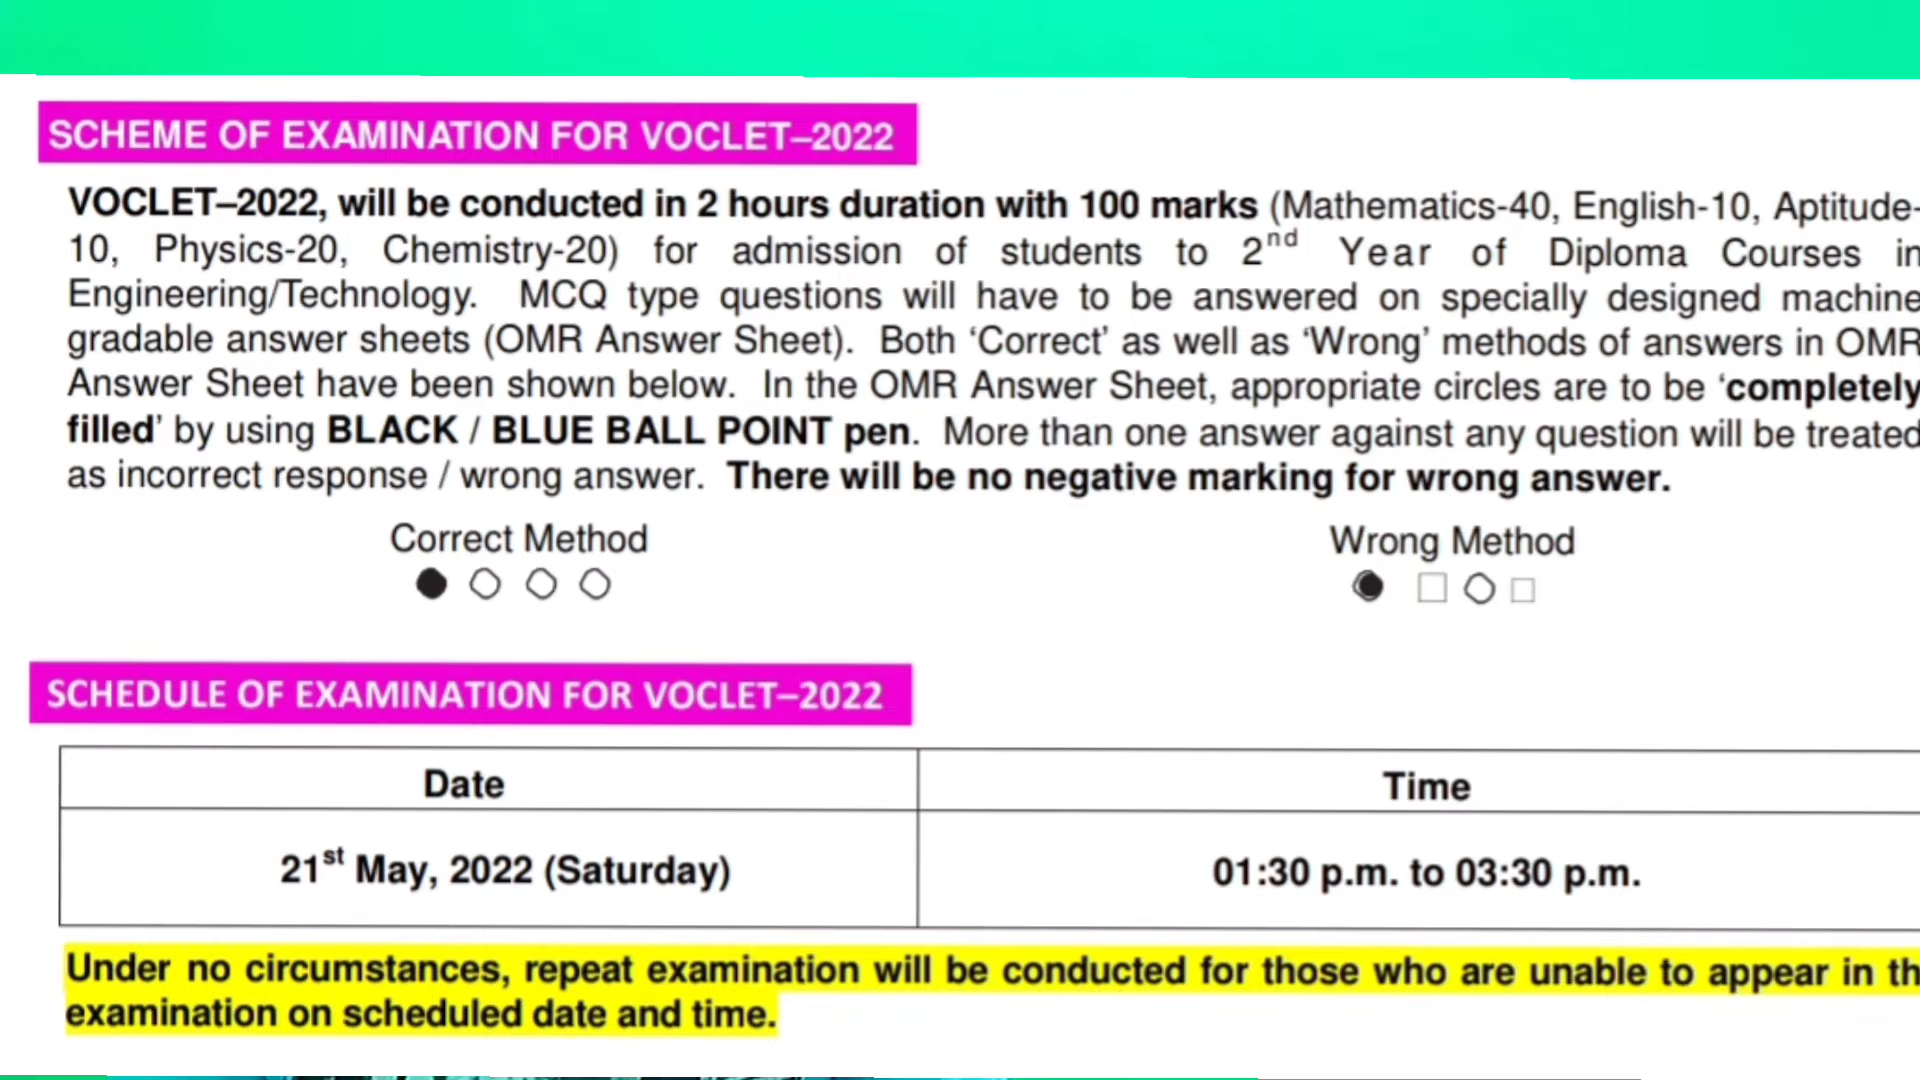 SCHEME OF EXAMINATION FOR VOCLET–2022
VOCLET–2022, will be conducted in 2 hours duration with 100 marks (Mathematics-40, English-10, Aptitude-
10, Physics-20, Chemistry-20) for admission of students to 2nd Year of Diploma Courses in
Engineering/Technology. MCQ type questions will have to be answered on specially designed machine
gradable answer sheets (OMR Answer Sheet). Both ‘Correct’ as well as ‘Wrong’ methods of answers in OMR
Answer Sheet have been shown below. In the OMR Answer Sheet, appropriate circles are to be ‘completely
filled’ by using BLACK / BLUE BALL POINT pen. More than one answer against any question will be treated
as incorrect response / wrong answer. There will be no negative marking for wrong answer.
Correct Method Wrong Method
SCHEDULE OF EXAMINATION FOR VOCLET–2022
Date Time
21st May, 2022 (Saturday) 01:30 p.m. to 03:30 p.m.
Under no circumstances, repeat examination will be conducted for those who are unable to appear in th
examination on scheduled date and time.